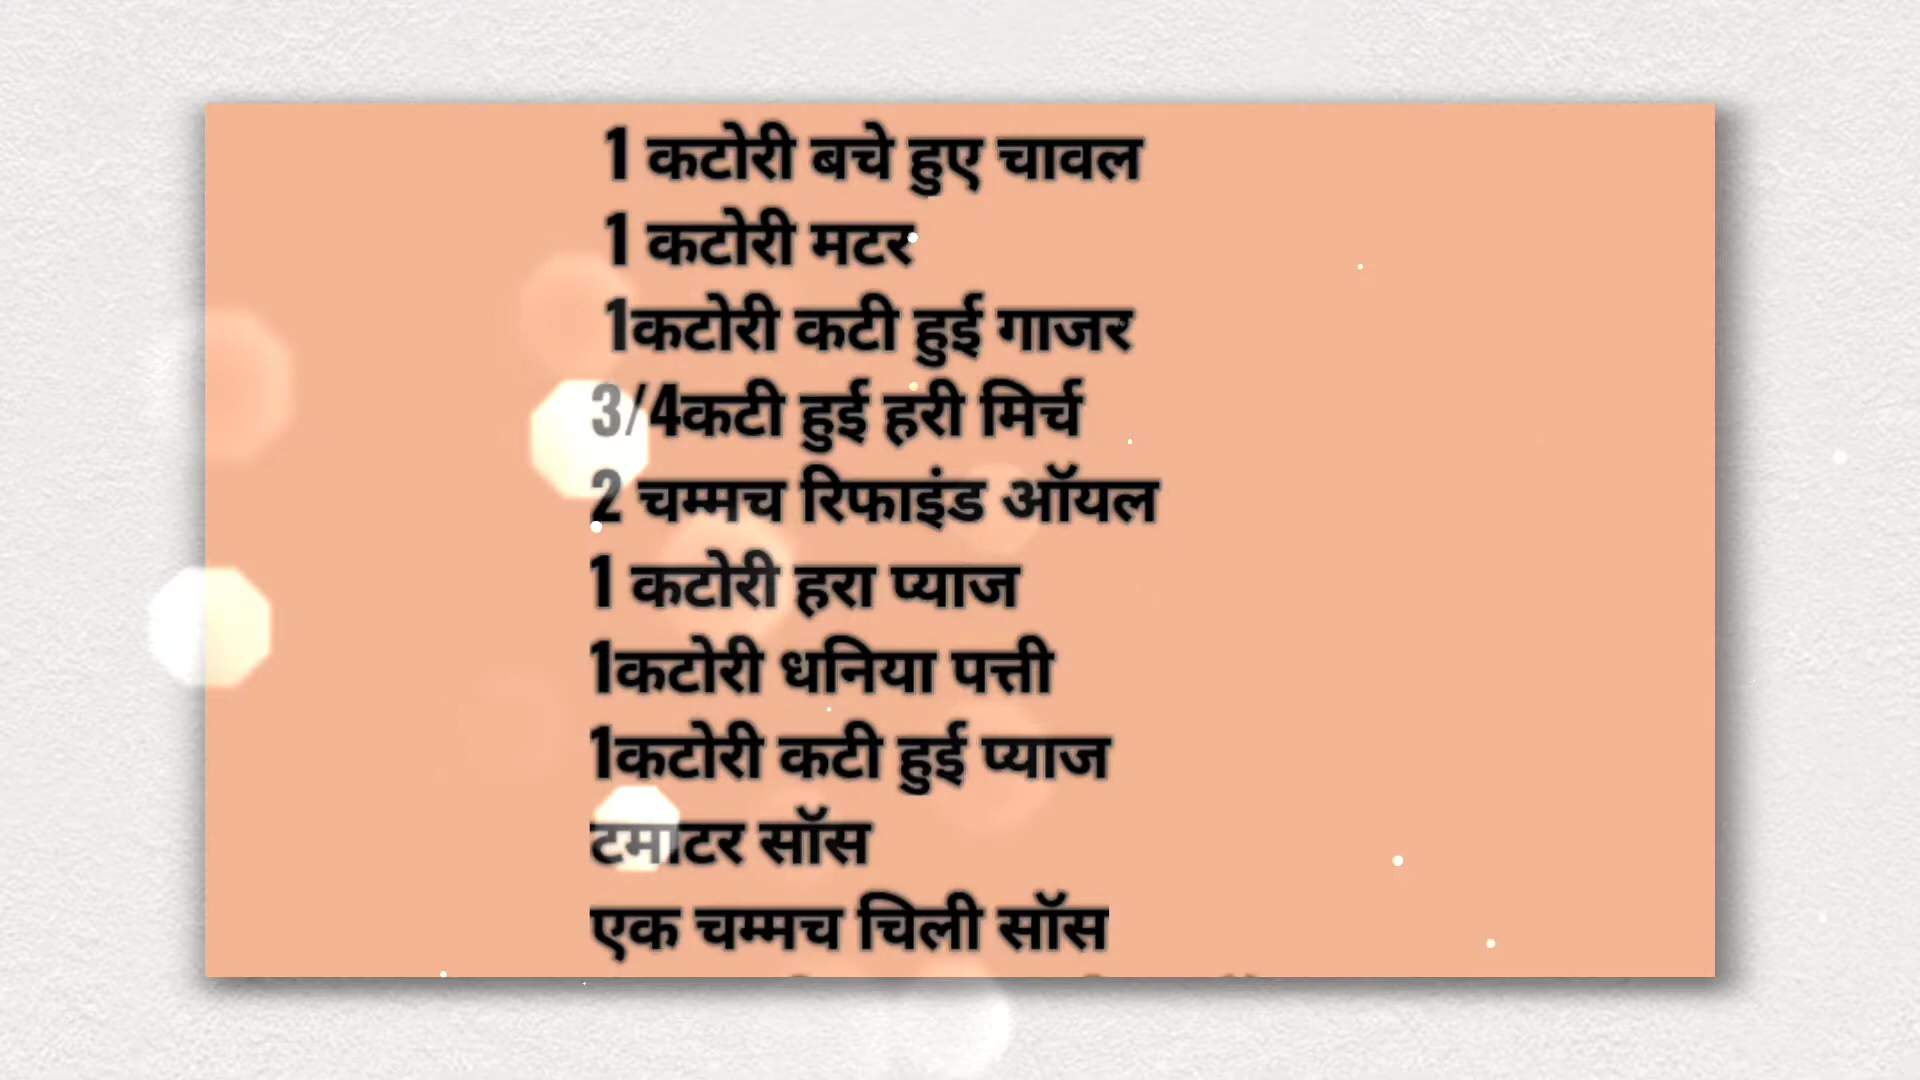 1 कटोरी बचे हुए चावल
1 कटोरी मटर
1कटोरी कटी हुई गाजर
3/4कटी हुई हरी मिर्च
2 चम्मच रिफाइंड ऑयल
1 कटोरी हरा प्याज
1कटोरी धनिया पत्ती
1कटोरी कटी हुई प्याज
टमाटर सॉस
एक चम्मच चिली सॉस